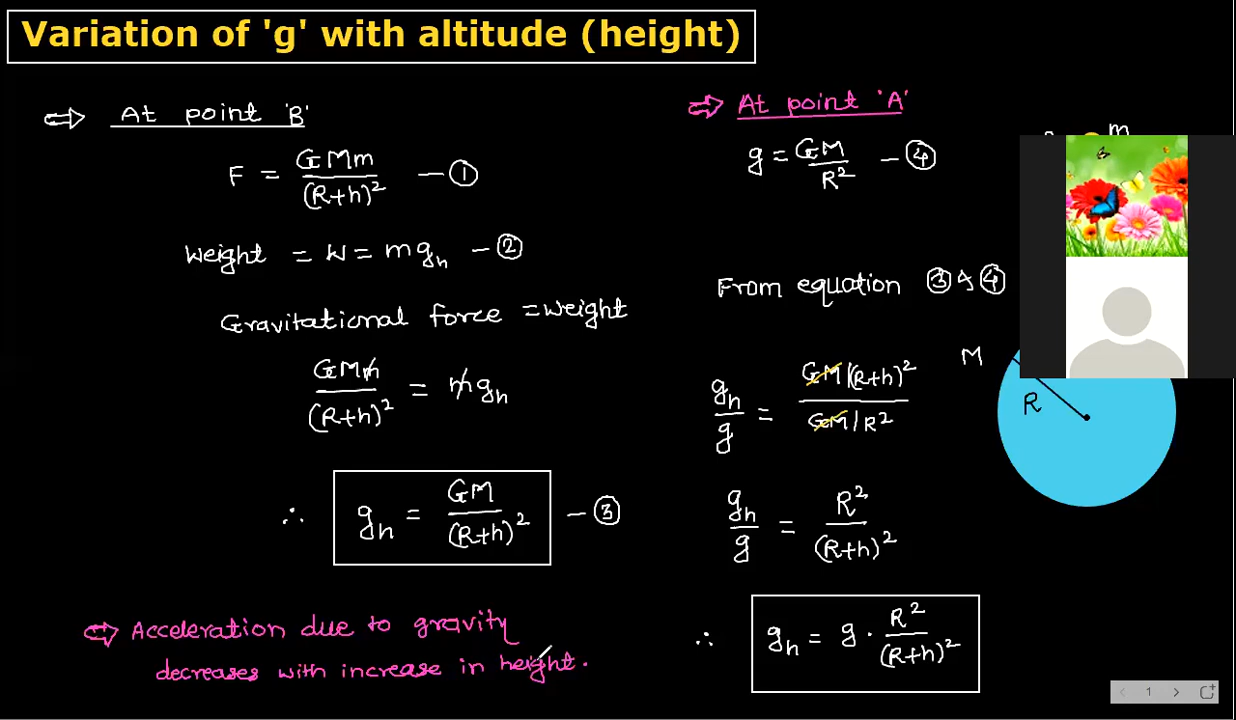 Variation of 'g' with altitude (height)
⇨ At point 'B'
F = GMm/(R+h)² — ①
Weight = W = mgh — ②
Gravitational force = weight
GMm/(R+h)² = mgh
∴ gh = GM/(R+h)² — ③
⇨ Acceleration due to gravity
decreases with increase in height.
⇨ At point 'A'
g = GM/R² — ④
From equation ③ & ④
gh/g = GM/(R+h)² / GM/R²
gh/g = R²/(R+h)²
∴ gh = g · R²/(R+h)²
m
M
R
1